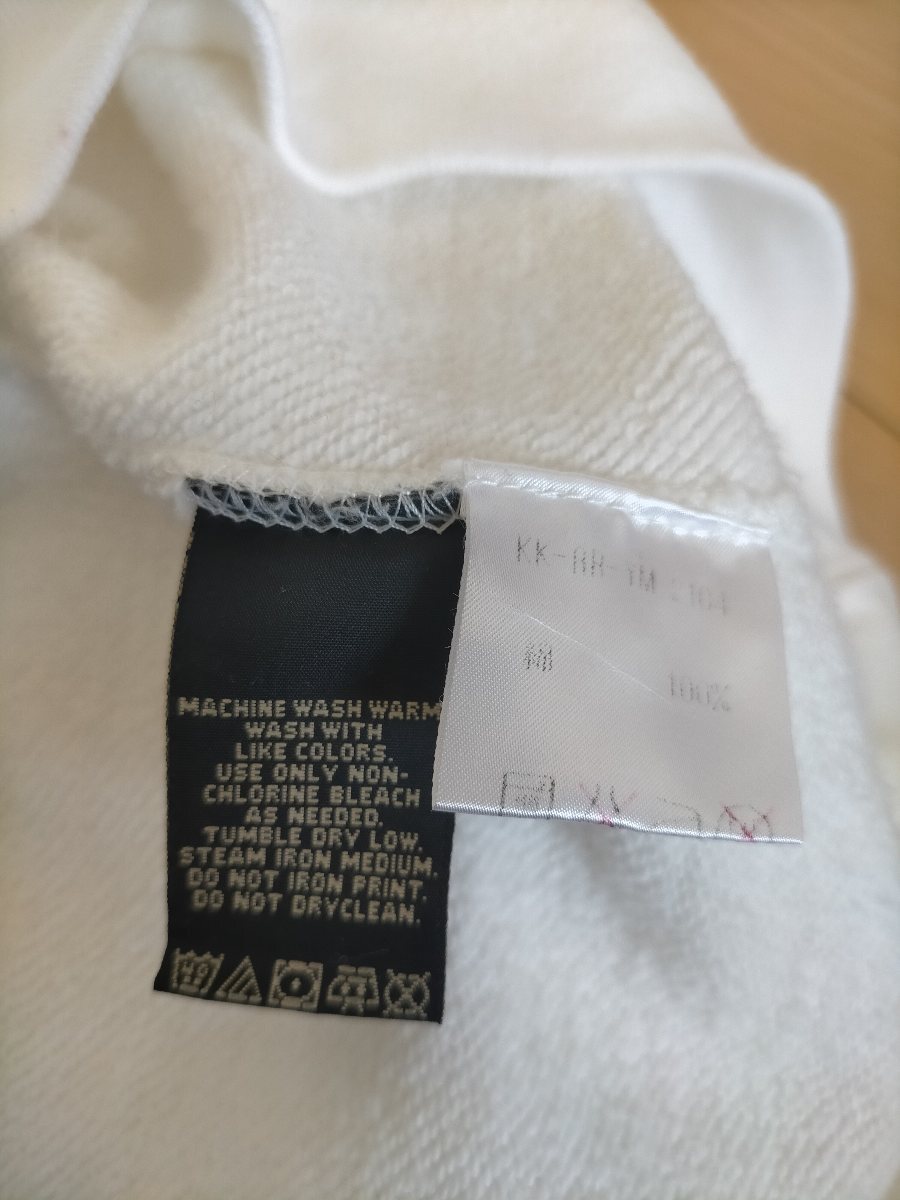 MACHINE WASH WARM
WASH WITH
LIKE COLORS.
USE ONLY NON-
CHLORINE BLEACH
AS NEEDED.
TUMBLE DRY LOW.
STEAM IRON MEDIUM.
DO NOT IRON PRINT.
DO NOT DRYCLEAN.
100%